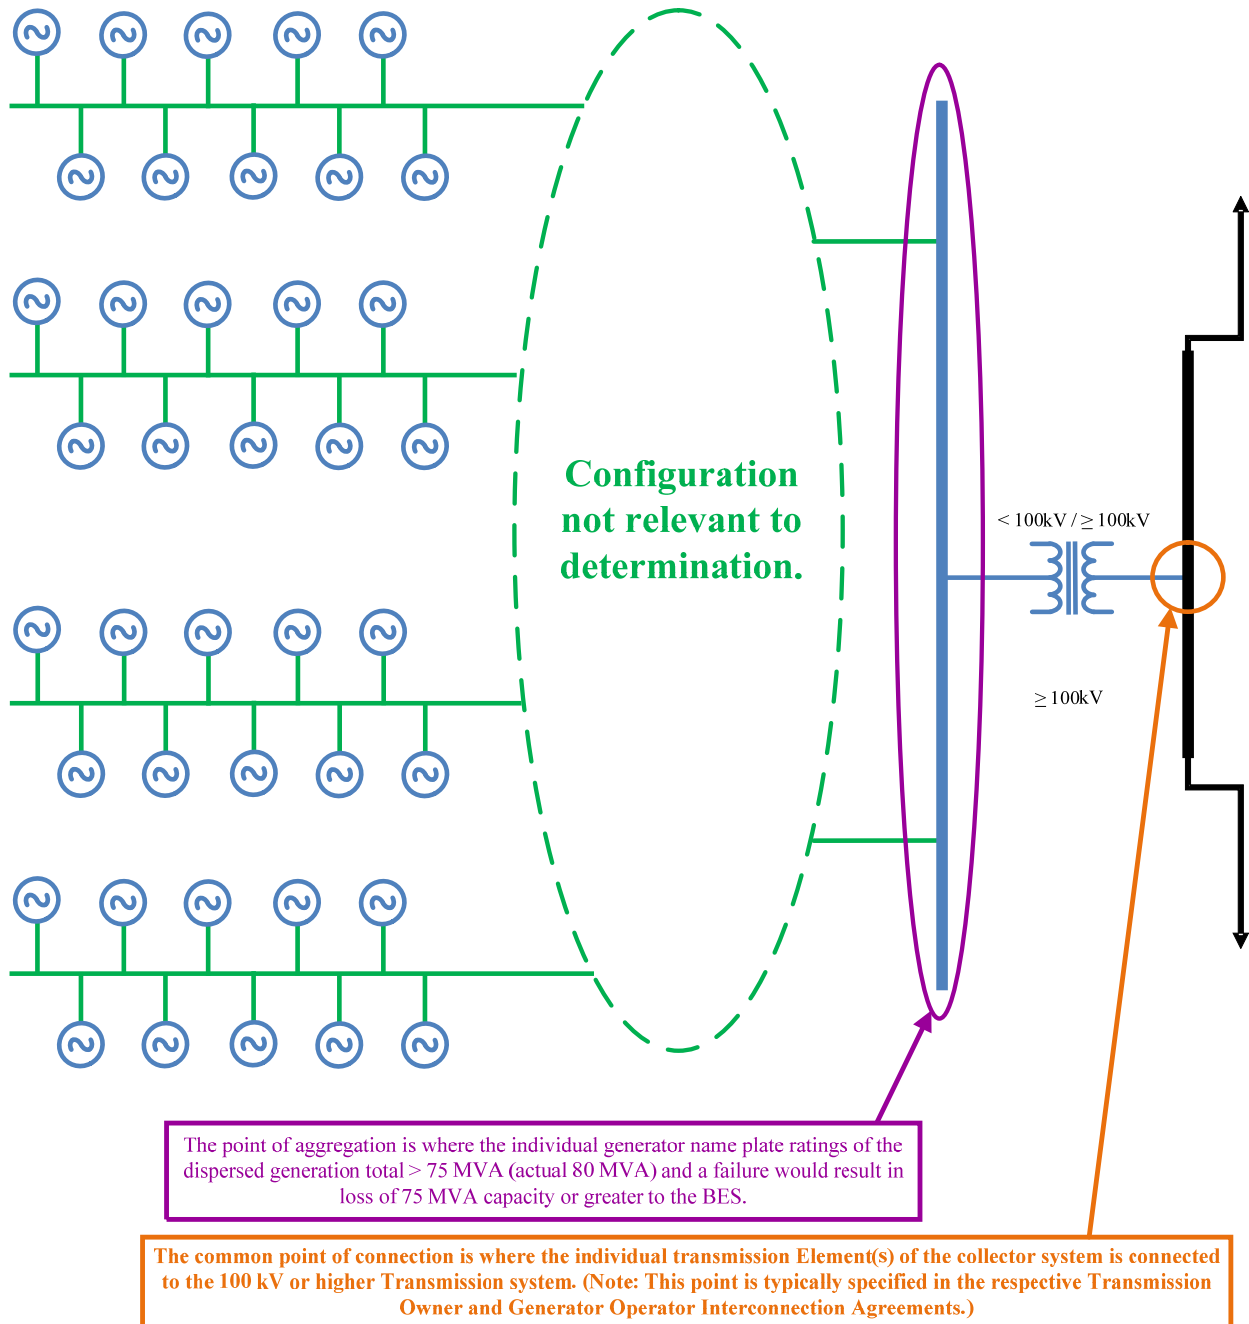 Configuration
not relevant to
determination.
< 100kV / ≥ 100kV
≥ 100kV
The point of aggregation is where the individual generator name plate ratings of the
dispersed generation total > 75 MVA (actual 80 MVA) and a failure would result in
loss of 75 MVA capacity or greater to the BES.
The common point of connection is where the individual transmission Element(s) of the collector system is connected
to the 100 kV or higher Transmission system. (Note: This point is typically specified in the respective Transmission
Owner and Generator Operator Interconnection Agreements.)